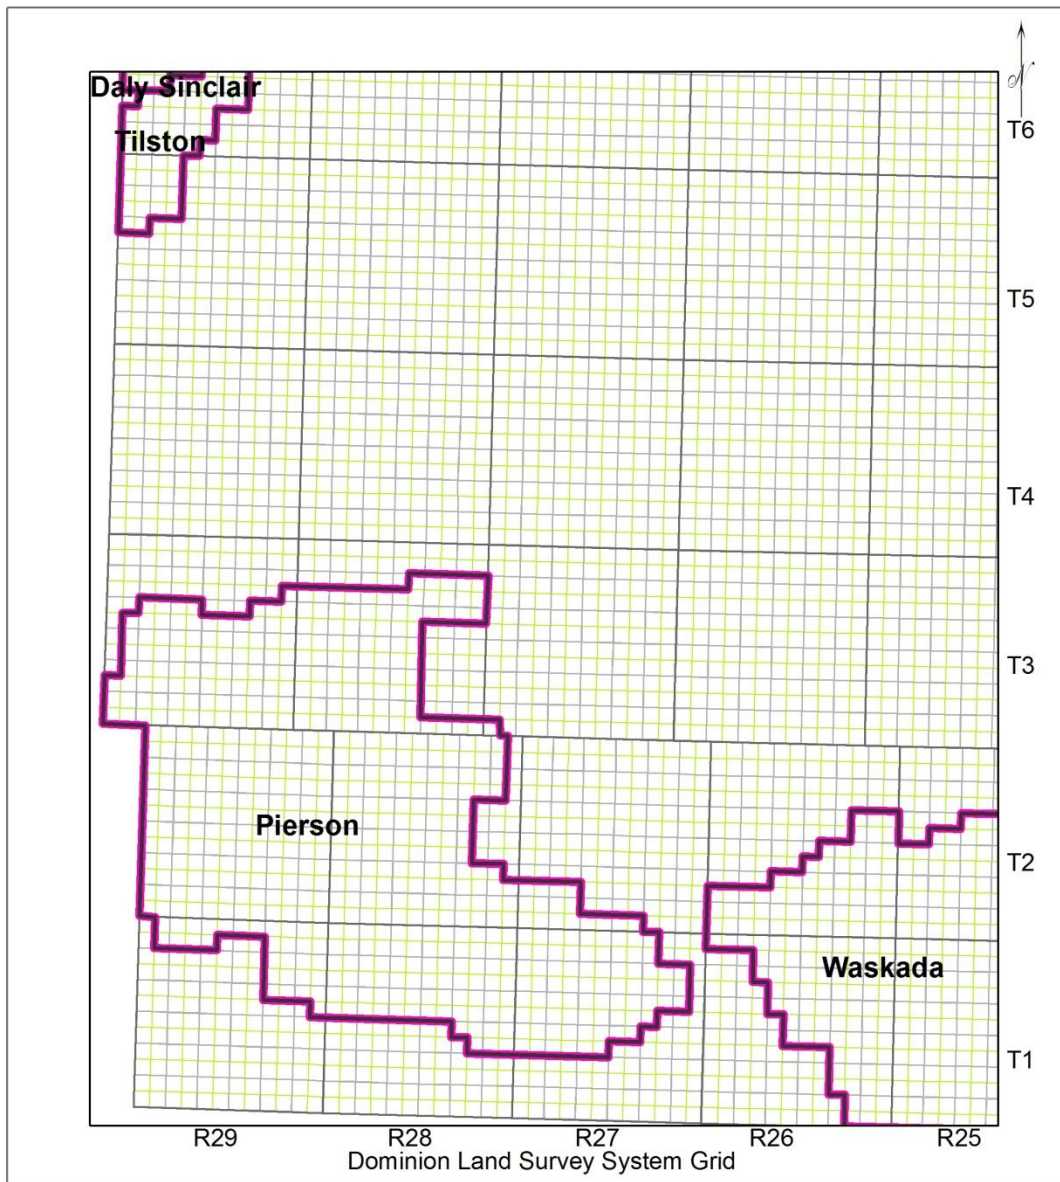 N
Daly Sinclair
Tilston
T6
T5
T4
T3
Pierson
T2
Waskada
T1
R29 R28 R27 R26 R25
Dominion Land Survey System Grid